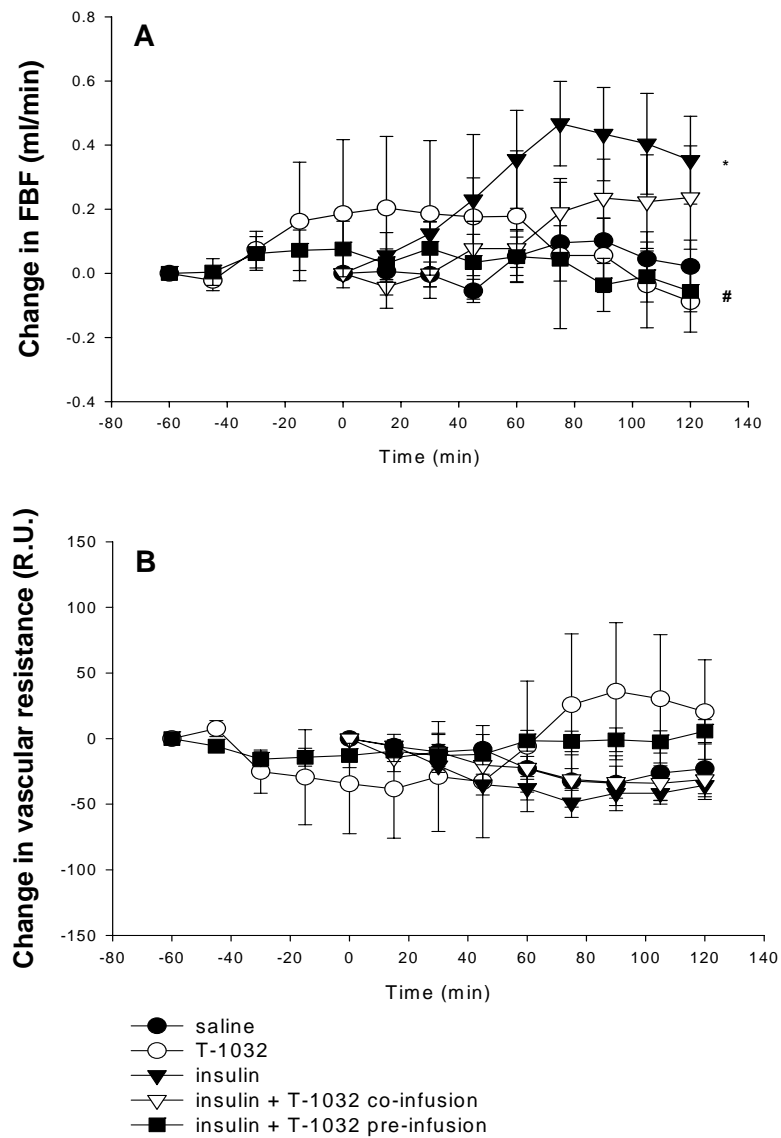 A
Change in FBF (ml/min)
0.8
0.6
0.4
0.2
0.0
-0.2
-0.4
*
#
-80 -60 -40 -20 0 20 40 60 80 100 120 140
Time (min)
B
Change in vascular resistance (R.U.)
150
100
50
0
-50
-100
-150
-80 -60 -40 -20 0 20 40 60 80 100 120 140
Time (min)
saline
T-1032
insulin
insulin + T-1032 co-infusion
insulin + T-1032 pre-infusion